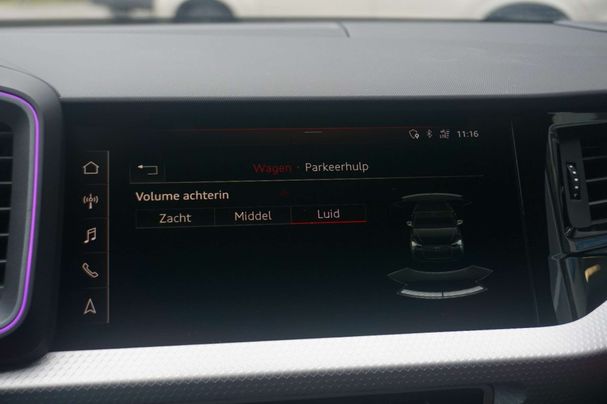 11:16
Wagen · Parkeerhulp
Volume achterin
Zacht Middel Luid